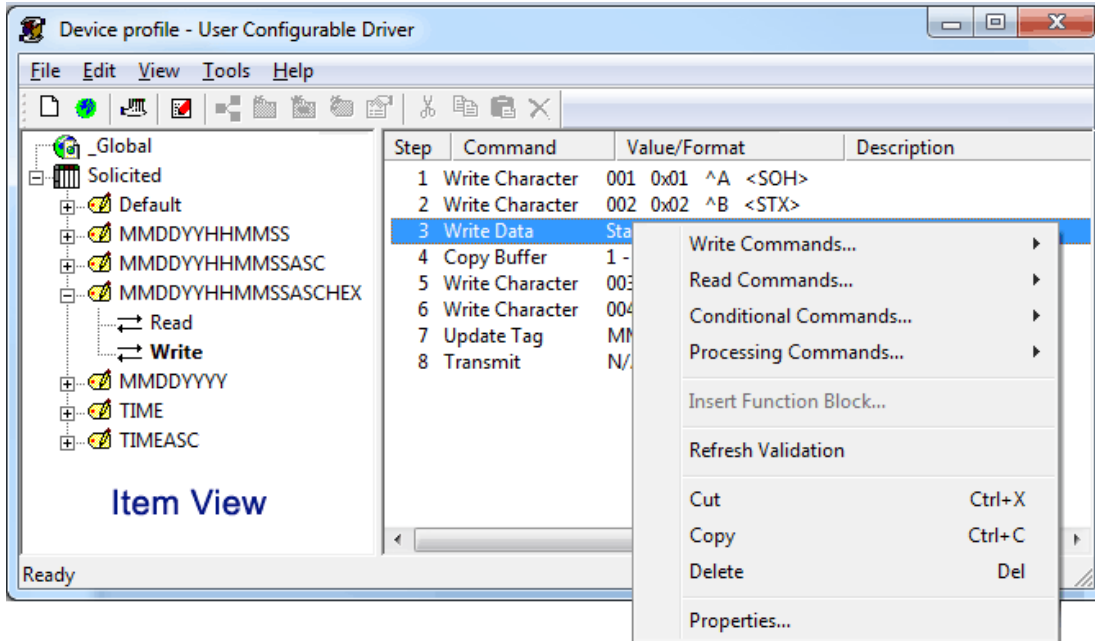 Device profile - User Configurable Driver
File Edit View Tools Help
_Global
Solicited
Default
MMDDYYHHMMSS
MMDDYYHHMMSSASC
MMDDYYHHMMSSASCHEX
Read
Write
MMDDYYYY
TIME
TIMEASC
Item View
Step Command Value/Format Description
1 Write Character 001 0x01 ^A <SOH>
2 Write Character 002 0x02 ^B <STX>
3 Write Data Sta
4 Copy Buffer 1 -
5 Write Character 003
6 Write Character 004
7 Update Tag
8 Transmit N/
Write Commands...
Read Commands...
Conditional Commands...
Processing Commands...
Insert Function Block...
Refresh Validation
Cut Ctrl+X
Copy Ctrl+C
Delete Del
Properties...
Ready